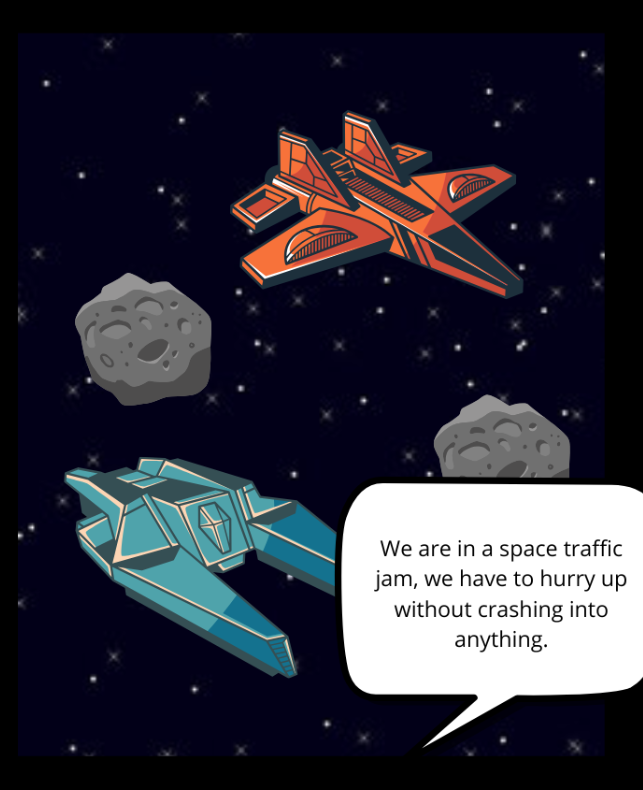 We are in a space traffic
jam, we have to hurry up
without crashing into
anything.